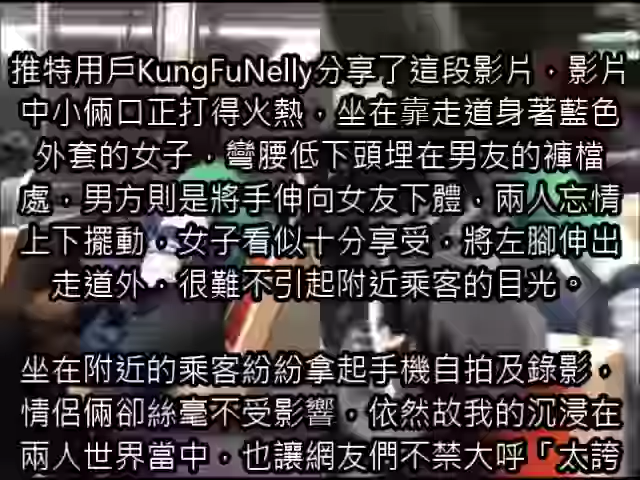 推特用戶KungFuNelly分享了這段影片，影片
中小倆口正打得火熱，坐在靠走道身著藍色
外套的女子，彎腰低下頭埋在男友的褲檔
處，男方則是將手伸向女友下體，兩人忘情
上下擺動，女子看似十分享受，將左腳伸出
走道外，很難不引起附近乘客的目光。
坐在附近的乘客紛紛拿起手機自拍及錄影，
情侶倆卻絲毫不受影響，依然故我的沉浸在
兩人世界當中，也讓網友們不禁大呼「太誇